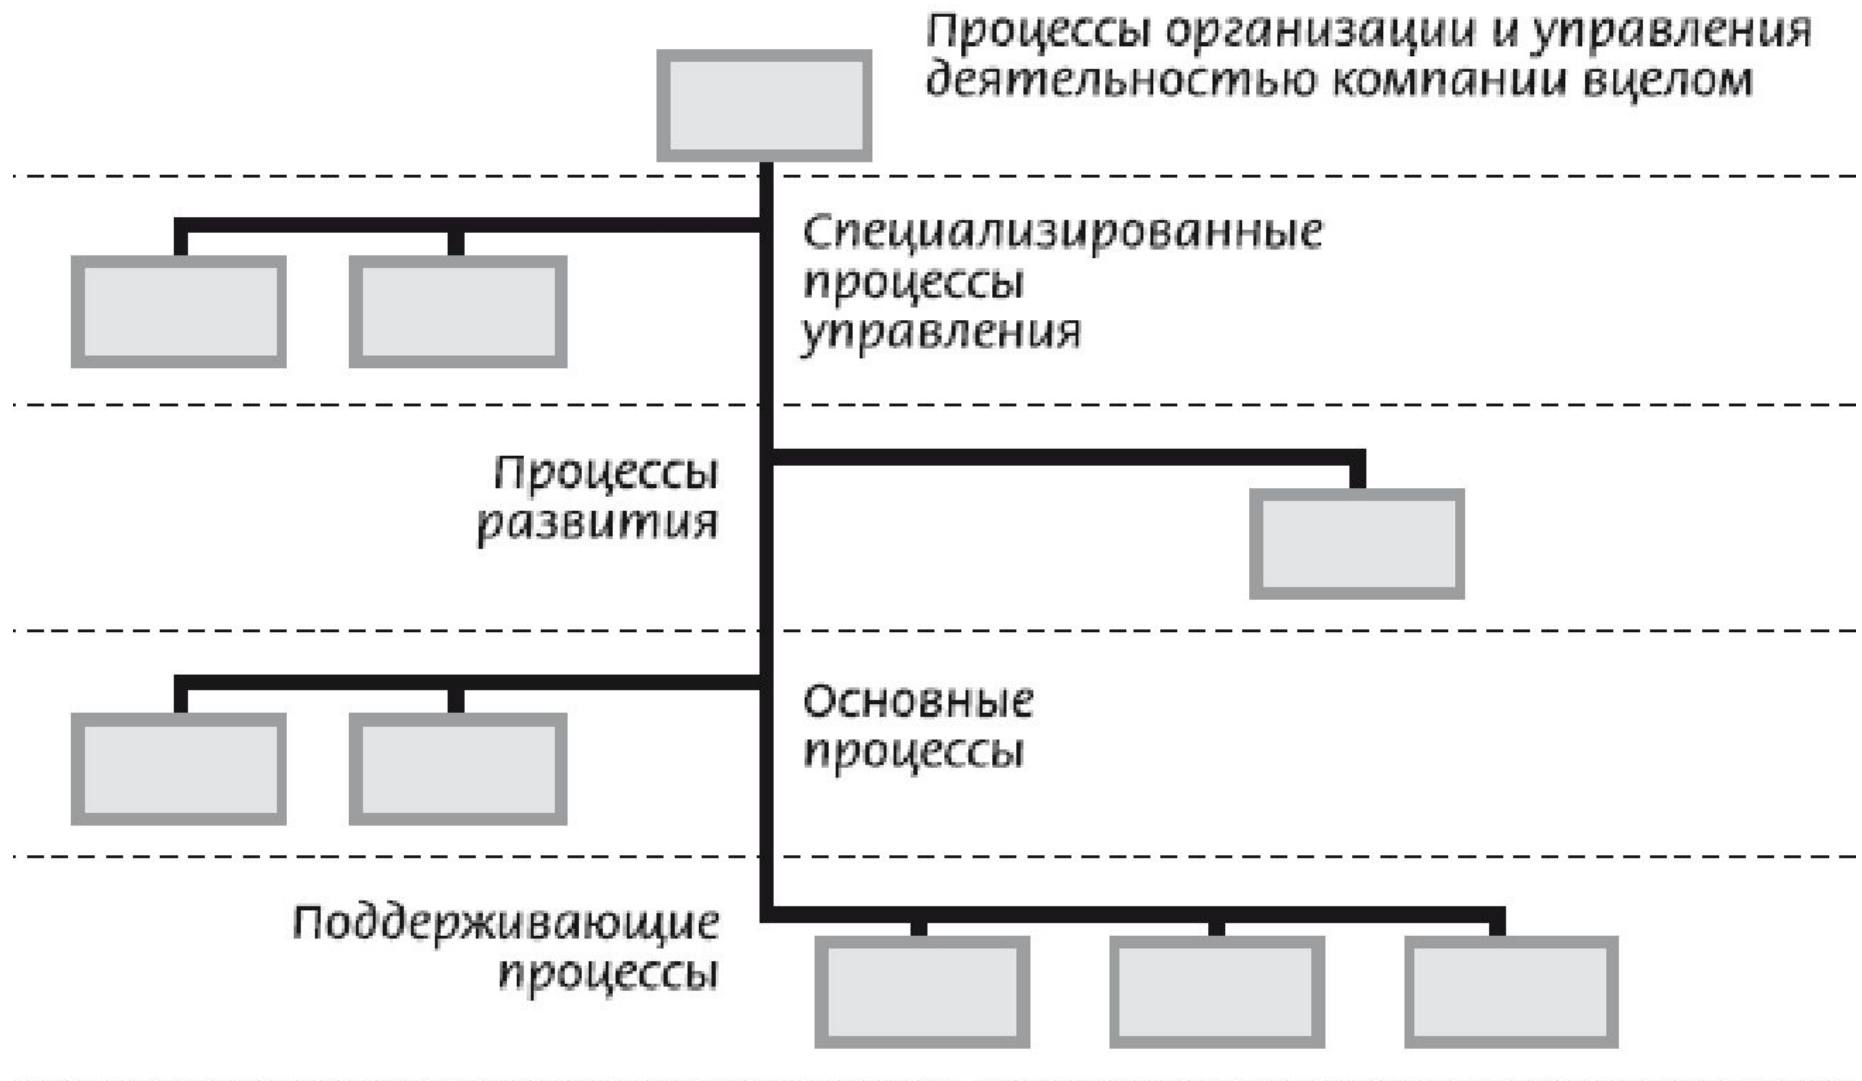 Процессы организации и управления
деятельностью компании вцелом
Специализированные
процессы
управления
Процессы
развития
Основные
процессы
Поддерживающие
процессы